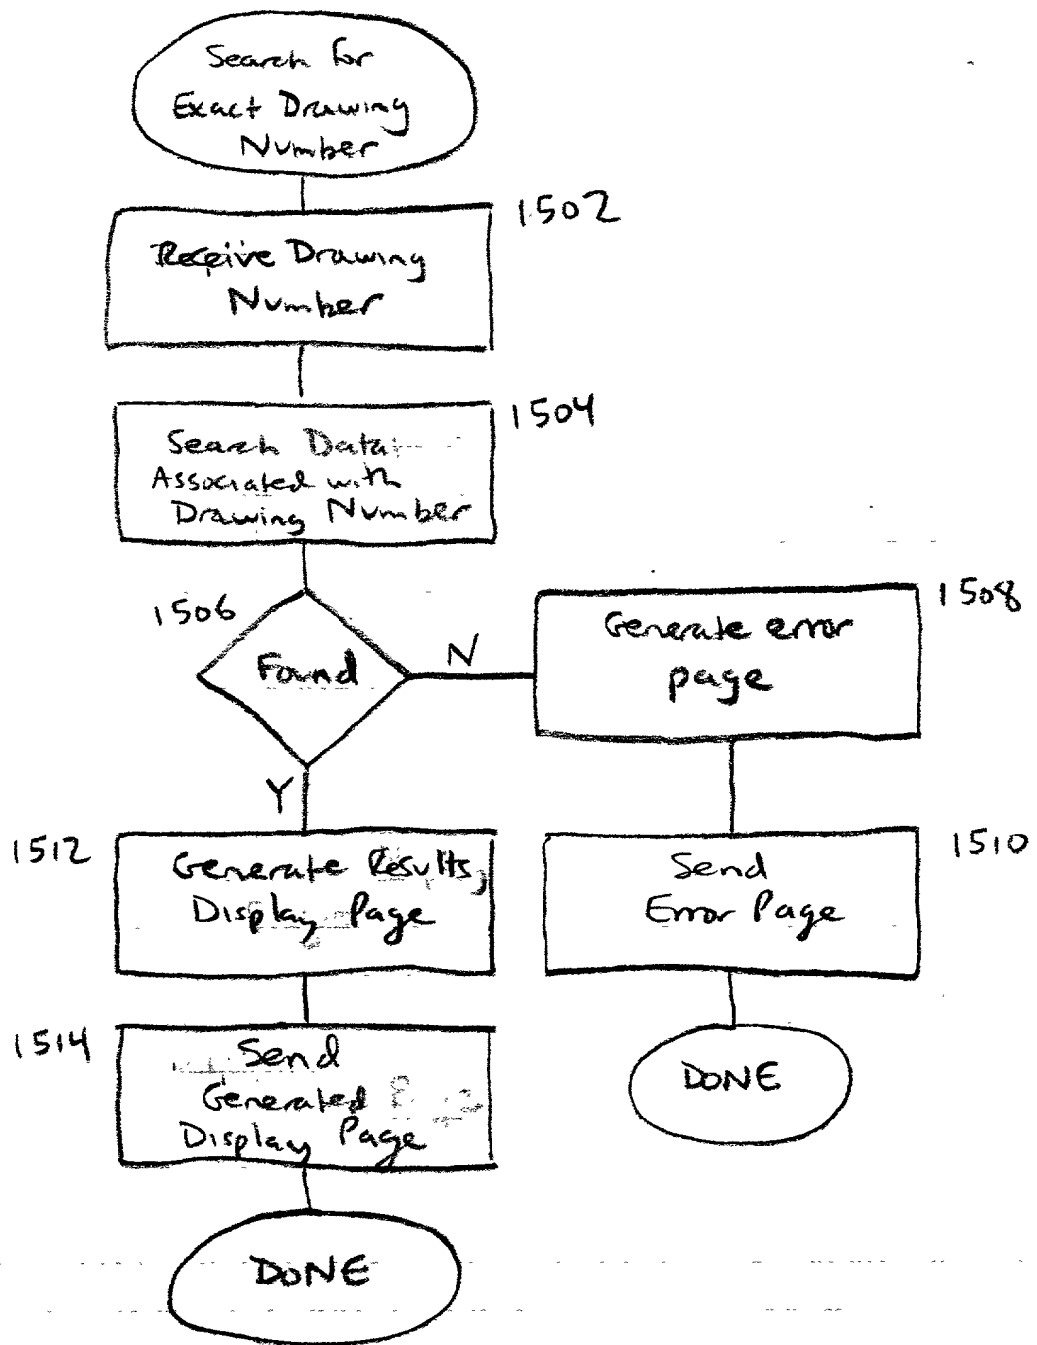 Search for
Exact Drawing
Number
1502
Receive Drawing
Number
1504
Search Data
Associated with
Drawing Number
1506
Found
N
Y
1508
Generate error
page
1510
Send
Error Page
DONE
1512
Generate Results
Display Page
1514
Send
Generated
Display Page
DONE